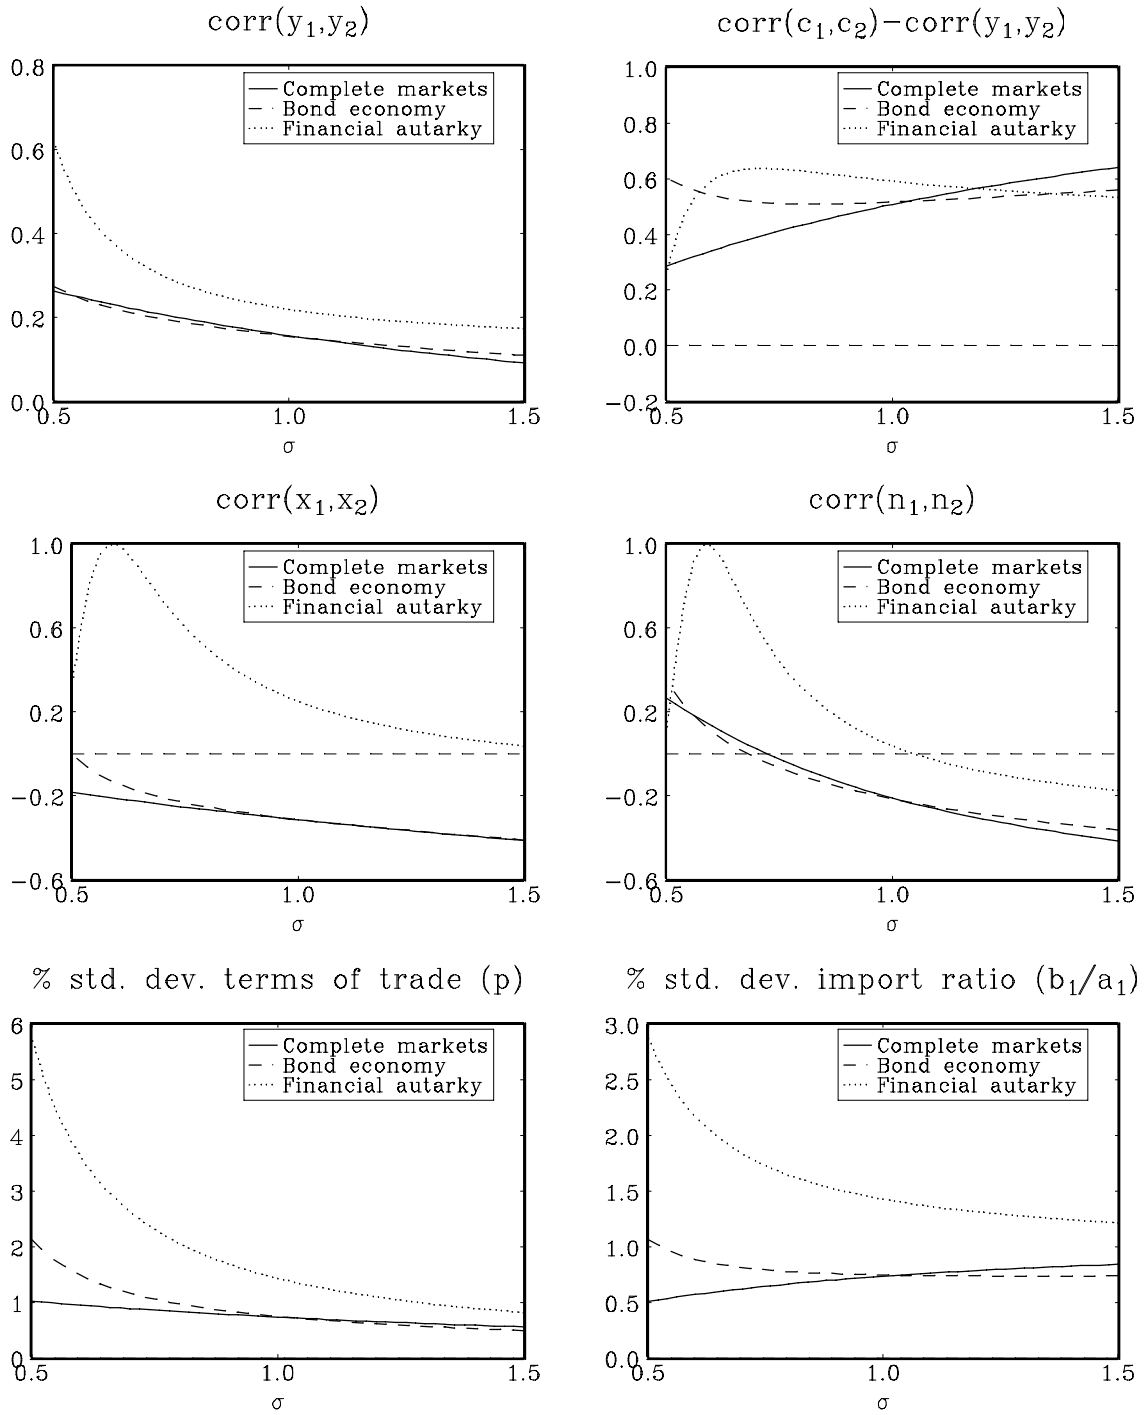 corr(y1,y2)
0.8
0.6
0.4
0.2
0.0
0.5
1.0
1.5
σ
Complete markets
Bond economy
Financial autarky
corr(c1,c2)−corr(y1,y2)
1.0
0.8
0.6
0.4
0.2
0.0
−0.2
0.5
1.0
1.5
σ
Complete markets
Bond economy
Financial autarky
corr(x1,x2)
1.0
0.6
0.2
−0.2
−0.6
0.5
1.0
1.5
σ
Complete markets
Bond economy
Financial autarky
corr(n1,n2)
1.0
0.6
0.2
−0.2
−0.6
0.5
1.0
1.5
σ
Complete markets
Bond economy
Financial autarky
% std. dev. terms of trade (p)
6
5
4
3
2
1
0
0.5
1.0
1.5
σ
Complete markets
Bond economy
Financial autarky
% std. dev. import ratio (b1/a1)
3.0
2.5
2.0
1.5
1.0
0.5
0.0
0.5
1.0
1.5
σ
Complete markets
Bond economy
Financial autarky